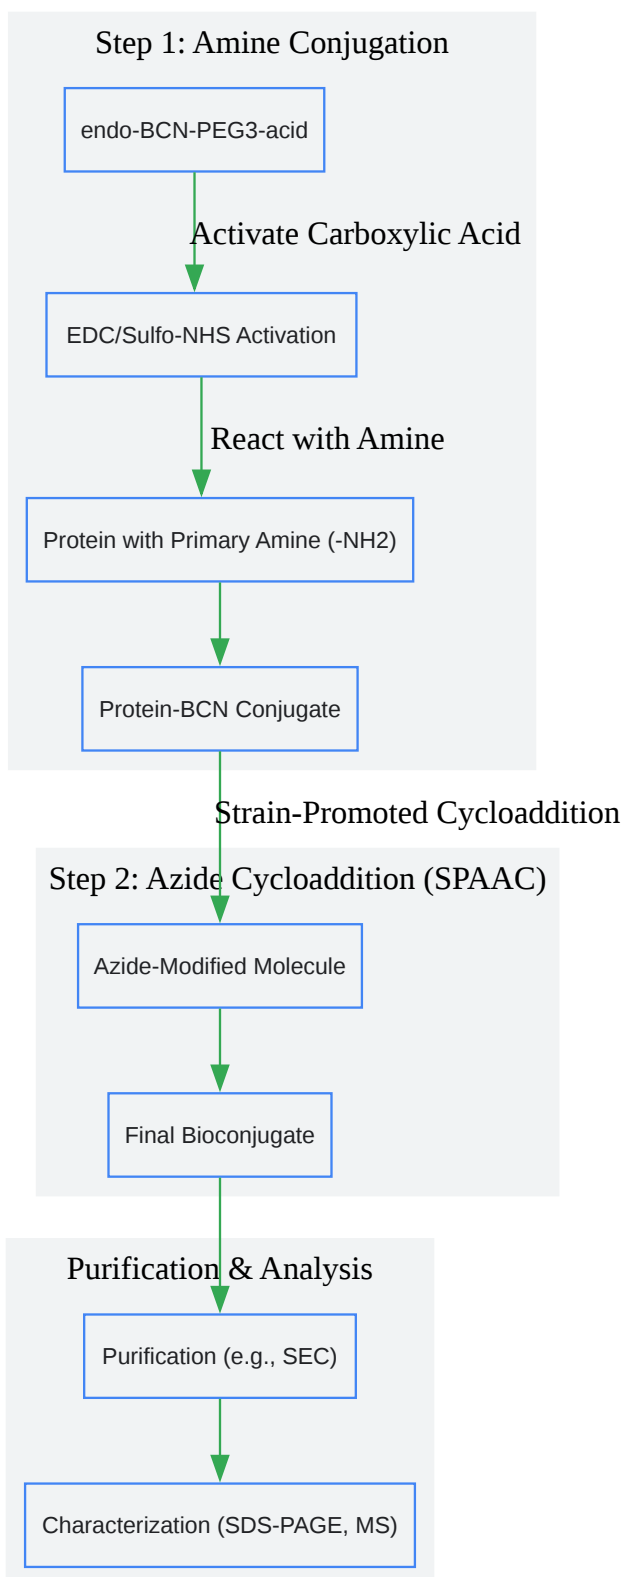 Step 1: Amine Conjugation
endo-BCN-PEG3-acid
Activate Carboxylic Acid
EDC/Sulfo-NHS Activation
React with Amine
Protein with Primary Amine (-NH2)
Protein-BCN Conjugate
Strain-Promoted Cycloaddition
Step 2: Azide Cycloaddition (SPAAC)
Azide-Modified Molecule
Final Bioconjugate
Purification & Analysis
Purification (e.g., SEC)
Characterization (SDS-PAGE, MS)